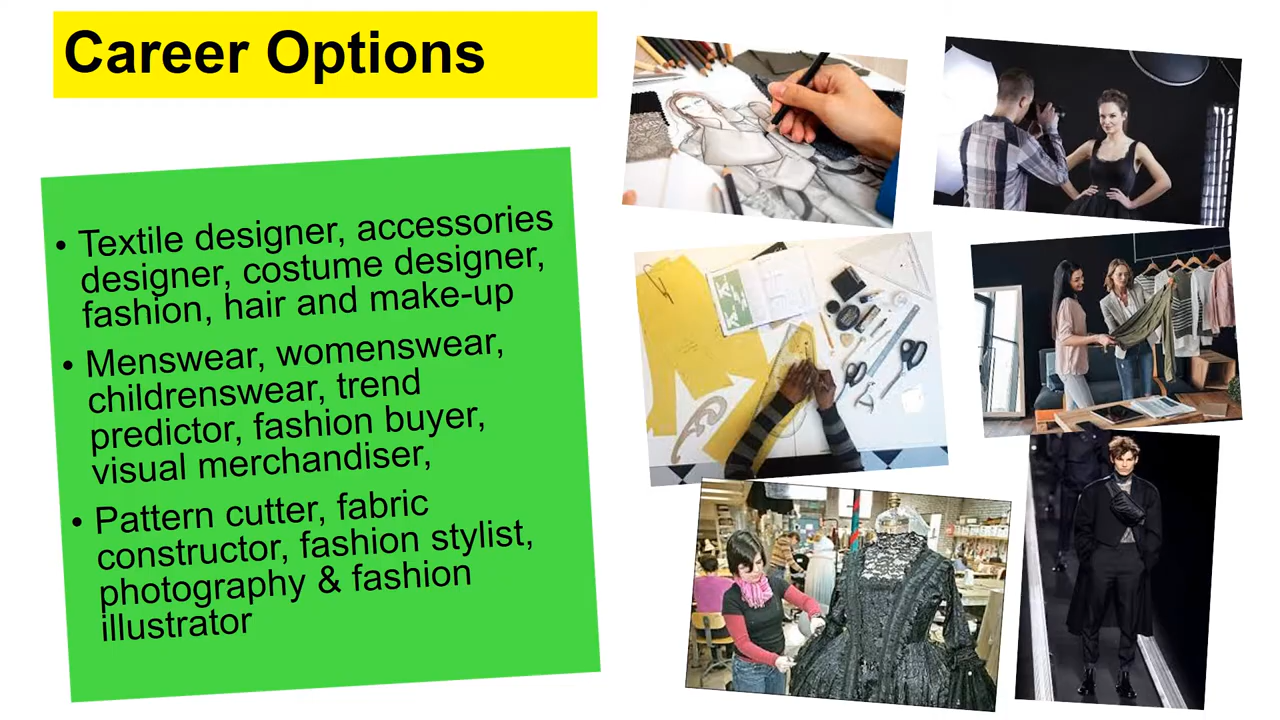 Career Options
• Textile designer, accessories
designer, costume designer,
fashion, hair and make-up
• Menswear, womenswear,
childrenswear, trend
predictor, fashion buyer,
visual merchandiser,
• Pattern cutter, fabric
constructor, fashion stylist,
photography & fashion
illustrator